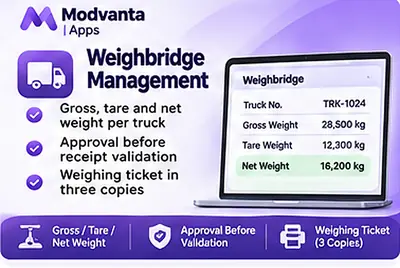 Modvanta
| Apps
Weighbridge
Management
Gross, tare and net
weight per truck
Approval before
receipt validation
Weighing ticket in
three copies
Weighbridge
Truck No. TRK-1024
Gross Weight 28,500 kg
Tare Weight 12,300 kg
Net Weight 16,200 kg
Gross / Tare /
Net Weight
Approval Before
Validation
Weighing Ticket
(3 Copies)